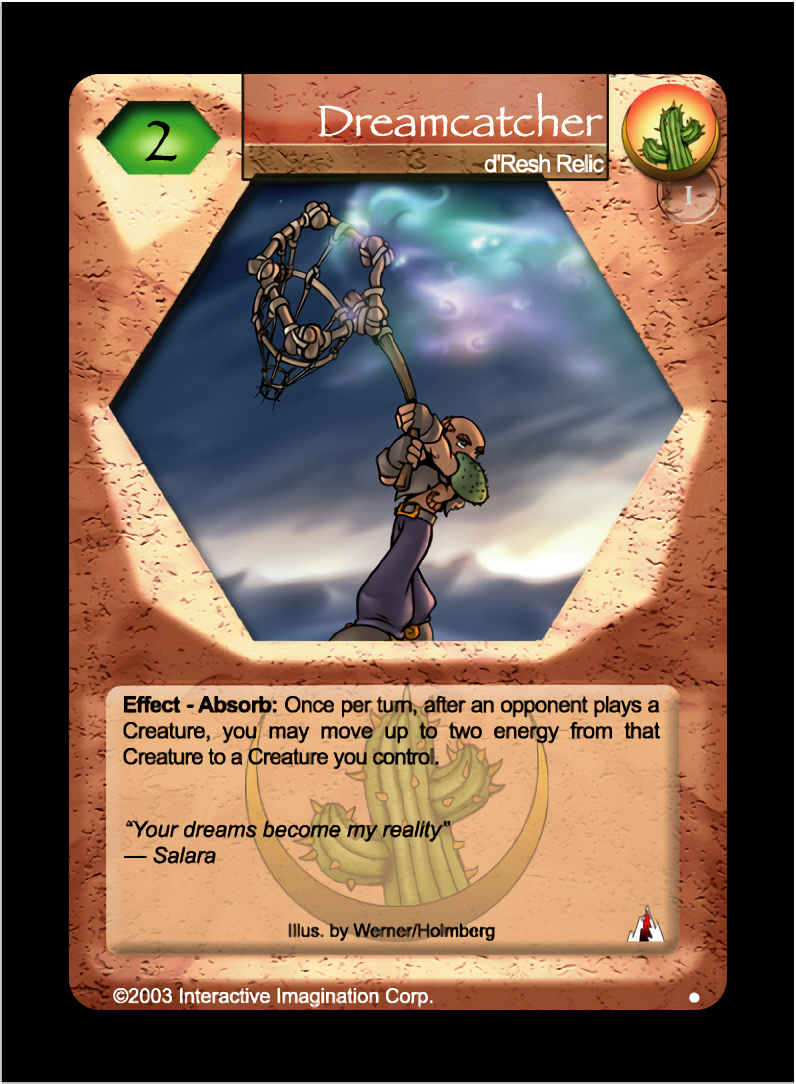 2
Dreamcatcher
d'Resh Relic
I
Effect - Absorb: Once per turn, after an opponent plays a
Creature, you may move up to two energy from that
Creature to a Creature you control.
“Your dreams become my reality"
— Salara
Illus. by Werner/Holmberg
©2003 Interactive Imagination Corp.